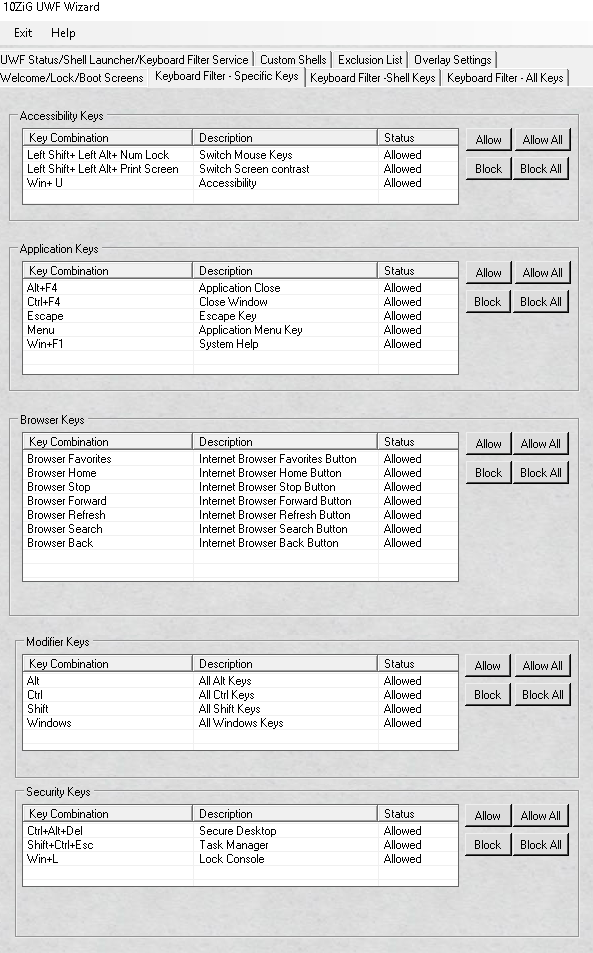 10ZiG UWF Wizard
Exit Help
UWF Status/Shell Launcher/Keyboard Filter Service Custom Shells Exclusion List Overlay Settings
Welcome/Lock/Boot Screens Keyboard Filter - Specific Keys Keyboard Filter -Shell Keys Keyboard Filter - All Keys
Accessibility Keys
Key Combination Description Status Allow Allow All
Left Shift+ Left Alt+ Num Lock Switch Mouse Keys Allowed
Left Shift+ Left Alt+ Print Screen Switch Screen contrast Allowed Block Block All
Win+ U Accessibility Allowed
Application Keys
Key Combination Description Status Allow Allow All
Alt+F4 Application Close Allowed
Ctrl+F4 Close Window Allowed Block Block All
Escape Escape Key Allowed
Menu Application Menu Key Allowed
Win+F1 System Help Allowed
Browser Keys
Key Combination Description Status Allow Allow All
Browser Favorites Internet Browser Favorites Button Allowed
Browser Home Internet Browser Home Button Allowed Block Block All
Browser Stop Internet Browser Stop Button Allowed
Browser Forward Internet Browser Forward Button Allowed
Browser Refresh Internet Browser Refresh Button Allowed
Browser Search Internet Browser Search Button Allowed
Browser Back Internet Browser Back Button Allowed
Modifier Keys
Key Combination Description Status Allow Allow All
Alt All Alt Keys Allowed
Ctrl All Ctrl Keys Allowed Block Block All
Shift All Shift Keys Allowed
Windows All Windows Keys Allowed
Security Keys
Key Combination Description Status Allow Allow All
Ctrl+Alt+Del Secure Desktop Allowed
Shift+Ctrl+Esc Task Manager Allowed Block Block All
Win+L Lock Console Allowed